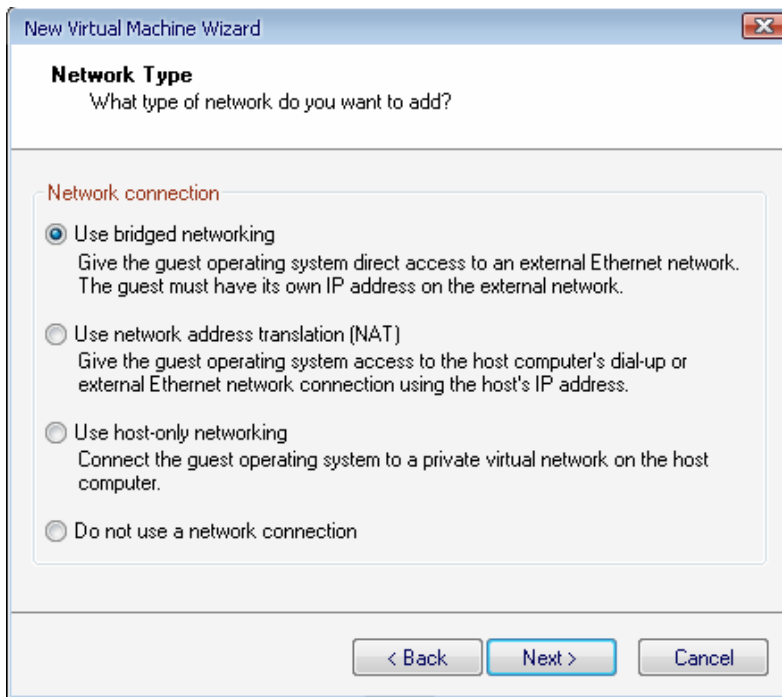 New Virtual Machine Wizard
Network Type
What type of network do you want to add?
Network connection
Use bridged networking
Give the guest operating system direct access to an external Ethernet network.
The guest must have its own IP address on the external network.
Use network address translation (NAT)
Give the guest operating system access to the host computer's dial-up or
external Ethernet network connection using the host's IP address.
Use host-only networking
Connect the guest operating system to a private virtual network on the host
computer.
Do not use a network connection
< Back
Next >
Cancel